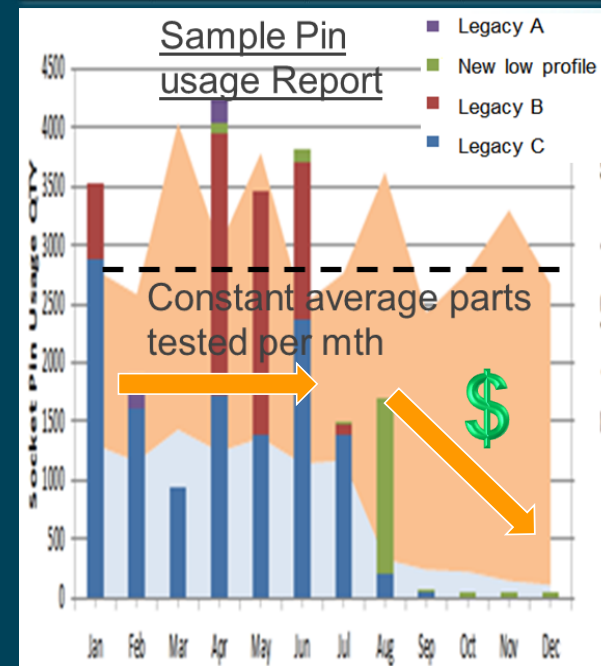 Sample Pin
usage Report
Legacy A
New low profile
Legacy B
Legacy C
Socket Pin Usage QTY
4500
4000
3500
3000
2500
2000
1500
1000
500
0
Constant average parts
tested per mth
$
Jan Feb Mar Apr May Jun Jul Aug Sep Oct Nov Dec